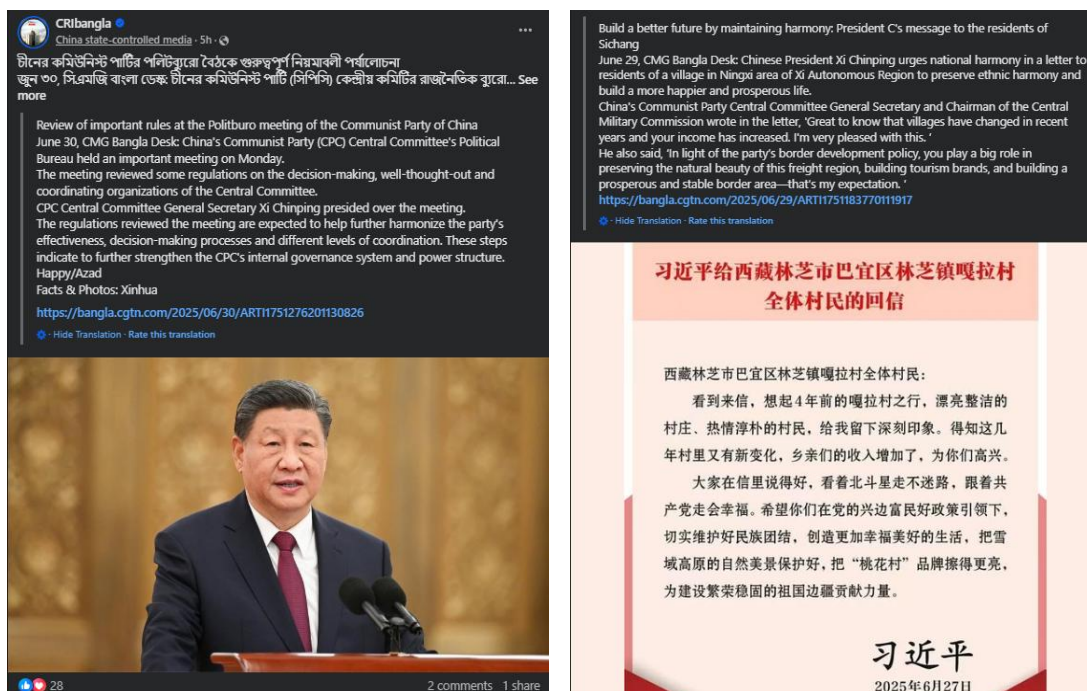 CRIbangla
China state-controlled media · 5h ·
চীনের কমিউনিস্ট পার্টির পলিটব্যুরো বৈঠকে গুরুত্বপূর্ণ নিয়মাবলী পর্যালোচনা
জুন ৩০, সিএমজি বাংলা ডেস্ক: চীনের কমিউনিস্ট পার্টি (সিপিসি) কেন্দ্রীয় কমিটির রাজনৈতিক ব্যুরো... See
more
Review of important rules at the Politburo meeting of the Communist Party of China
June 30, CMG Bangla Desk: China's Communist Party (CPC) Central Committee's Political
Bureau held an important meeting on Monday.
The meeting reviewed some regulations on the decision-making, well-thought-out and
coordinating organizations of the Central Committee.
CPC Central Committee General Secretary Xi Chinping presided over the meeting.
The regulations reviewed the meeting are expected to help further harmonize the party's
effectiveness, decision-making processes and different levels of coordination. These steps
indicate to further strengthen the CPC's internal governance system and power structure.
Happy/Azad
Facts & Photos: Xinhua
https://bangla.cgtn.com/2025/06/30/ARTI1751276201130826
· Hide Translation · Rate this translation
28
2 comments 1 share
Build a better future by maintaining harmony: President C's message to the residents of
Sichang
June 29, CMG Bangla Desk: Chinese President Xi Chinping urges national harmony in a letter to
residents of a village in Ningxi area of Xi Autonomous Region to preserve ethnic harmony and
build a more happier and prosperous life.
China's Communist Party Central Committee General Secretary and Chairman of the Central
Military Commission wrote in the letter, 'Great to know that villages have changed in recent
years and your income has increased. I'm very pleased with this. '
He also said, 'In light of the party's border development policy, you play a big role in
preserving the natural beauty of this freight region, building tourism brands, and building a
prosperous and stable border area—that's my expectation. '
https://bangla.cgtn.com/2025/06/29/ARTI1751183770111917
· Hide Translation · Rate this translation
习近平给西藏林芝市巴宜区林芝镇嘎拉村
全体村民的回信
西藏林芝市巴宜区林芝镇嘎拉村全体村民：
看到来信，想起4年前的嘎拉村之行，漂亮整洁的
村庄、热情淳朴的村民，给我留下深刻印象。得知这几
年村里又有新变化，乡亲们的收入增加了，为你们高兴。
大家在信里说得好，看着北斗星走不迷路，跟着共
产党走会幸福。希望你们在党的兴边富民好政策引领下，
切实维护好民族团结，创造更加幸福美好的生活，把雪
域高原的自然美景保护好，把“桃花村”品牌擦得更亮，
为建设繁荣稳固的祖国边疆贡献力量。
习近平
2025年6月27日